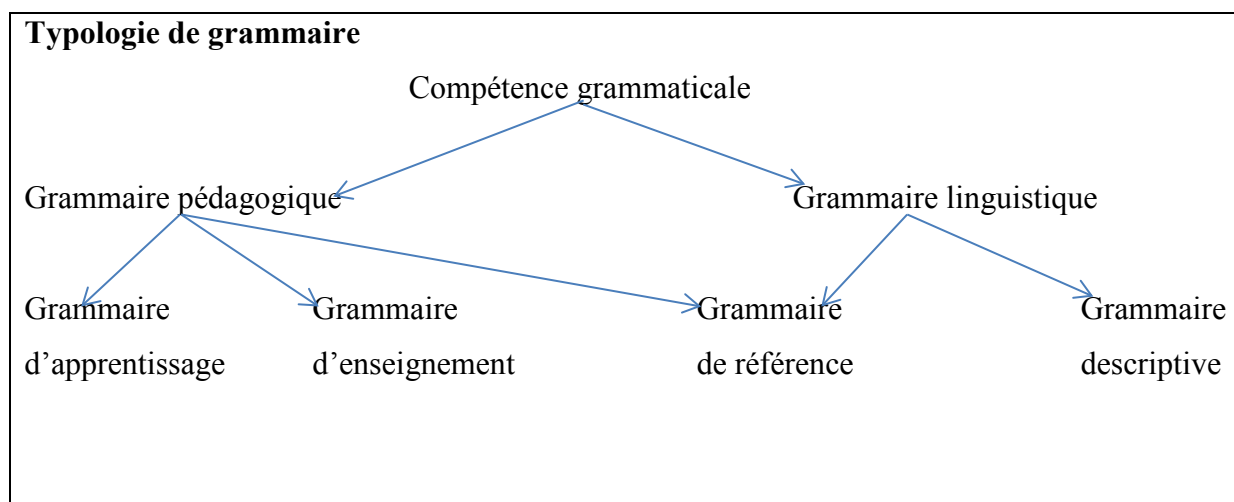 Typologie de grammaire
Compétence grammaticale
Grammaire pédagogique
Grammaire linguistique
Grammaire
d’apprentissage
Grammaire
d’enseignement
Grammaire
de référence
Grammaire
descriptive